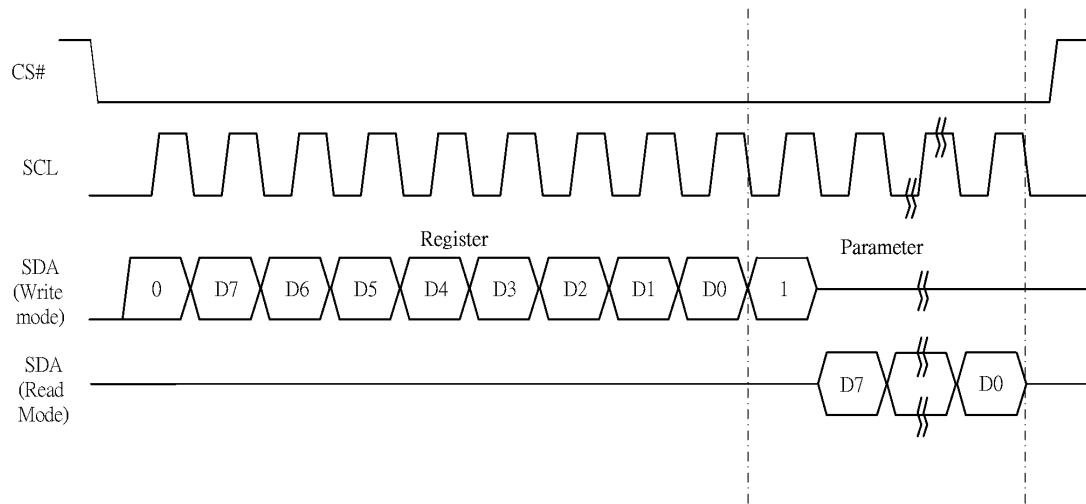 CS#
SCL
Register
Parameter
SDA
(Write
mode)
0 D7 D6 D5 D4 D3 D2 D1 D0 1
SDA
(Read
Mode)
D7 D0